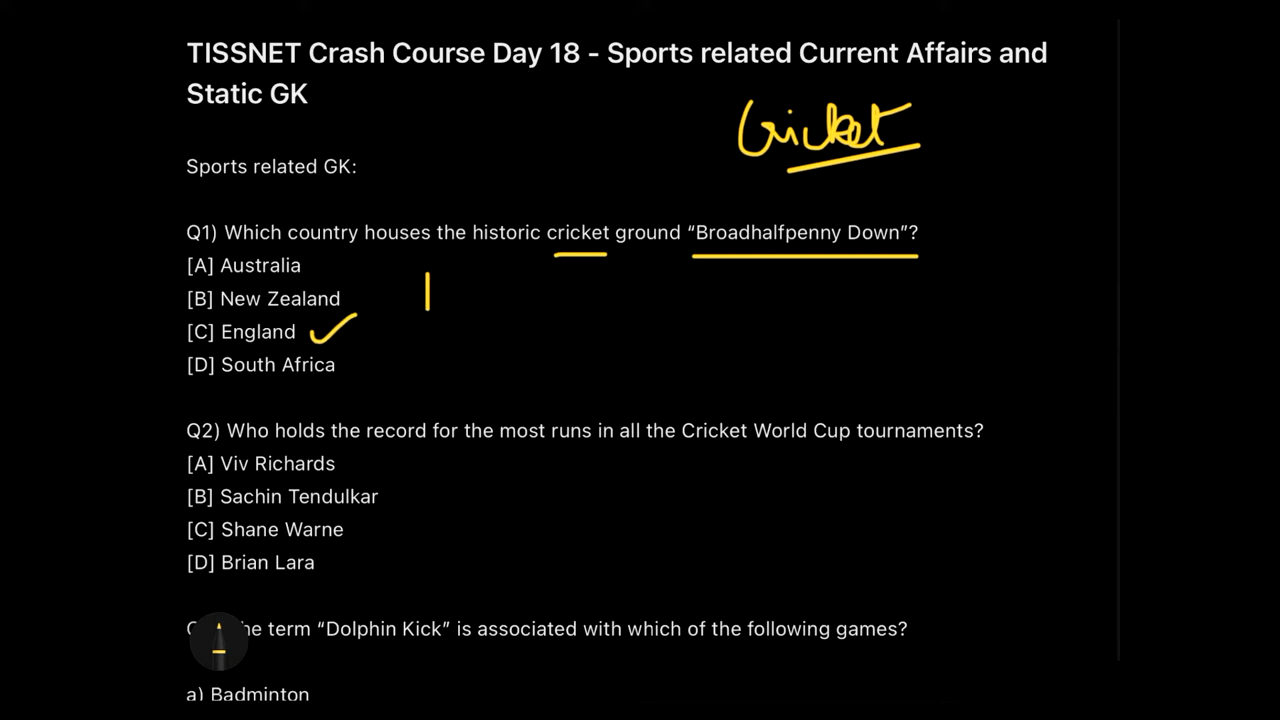 TISSNET Crash Course Day 18 - Sports related Current Affairs and
Static GK
Cricket
Sports related GK:
Q1) Which country houses the historic cricket ground “Broadhalfpenny Down”?
[A] Australia
[B] New Zealand
[C] England
[D] South Africa
Q2) Who holds the record for the most runs in all the Cricket World Cup tournaments?
[A] Viv Richards
[B] Sachin Tendulkar
[C] Shane Warne
[D] Brian Lara
term “Dolphin Kick” is associated with which of the following games?
a) Badminton